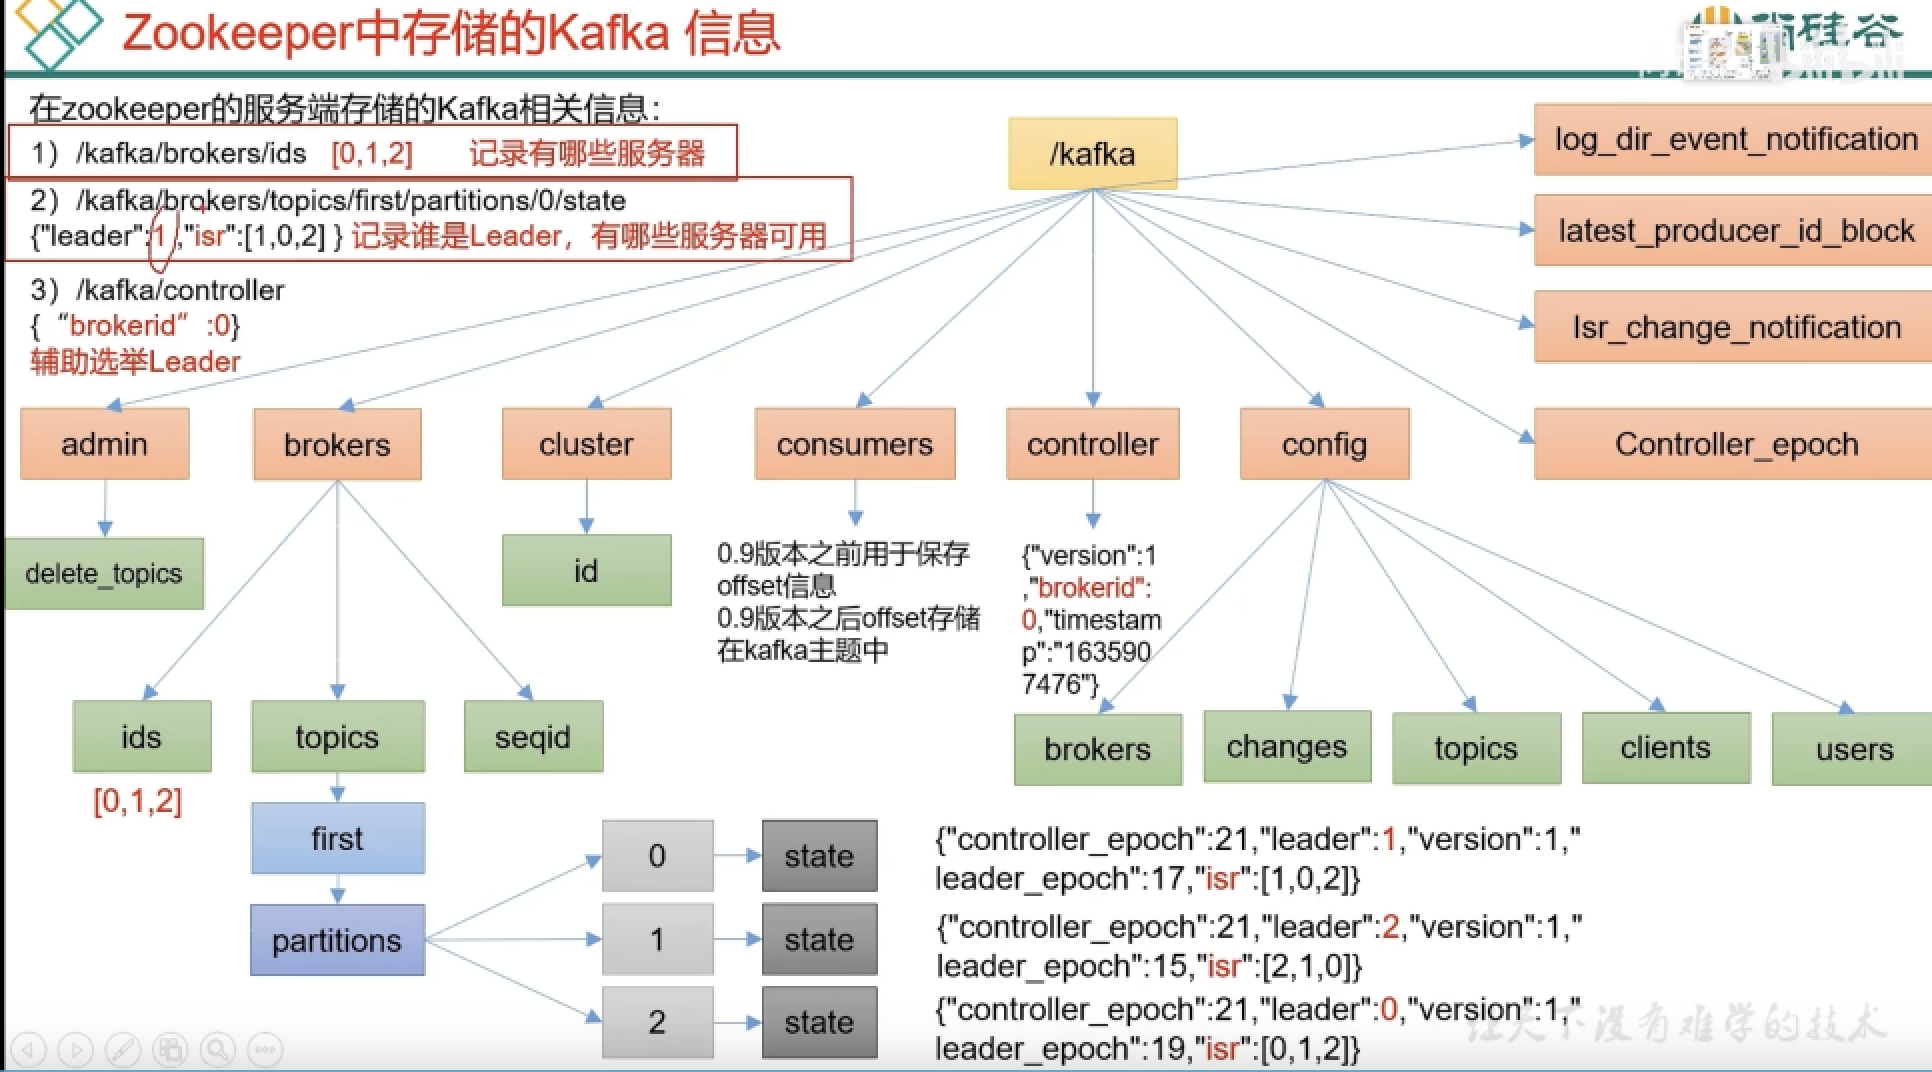 Zookeeper中存储的Kafka 信息
尚硅谷
在zookeeper的服务端存储的Kafka相关信息：
1）/kafka/brokers/ids [0,1,2] 记录有哪些服务器
2）/kafka/brokers/topics/first/partitions/0/state
{"leader":1 ,"isr":[1,0,2] } 记录谁是Leader，有哪些服务器可用
3）/kafka/controller
{ “brokerid” :0}
辅助选举Leader
/kafka
log_dir_event_notification
latest_producer_id_block
Isr_change_notification
Controller_epoch
admin
brokers
cluster
consumers
controller
config
delete_topics
id
0.9版本之前用于保存
offset信息
0.9版本之后offset存储
在kafka主题中
{"version":1
,"brokerid":
0,"timestam
p":"163590
7476"}
ids
topics
seqid
brokers
changes
topics
clients
users
[0,1,2]
first
partitions
0
state
1
state
2
state
{"controller_epoch":21,"leader":1,"version":1,"
leader_epoch":17,"isr":[1,0,2]}
{"controller_epoch":21,"leader":2,"version":1,"
leader_epoch":15,"isr":[2,1,0]}
{"controller_epoch":21,"leader":0,"version":1,"
leader_epoch":19,"isr":[0,1,2]}
让天下没有难学的技术